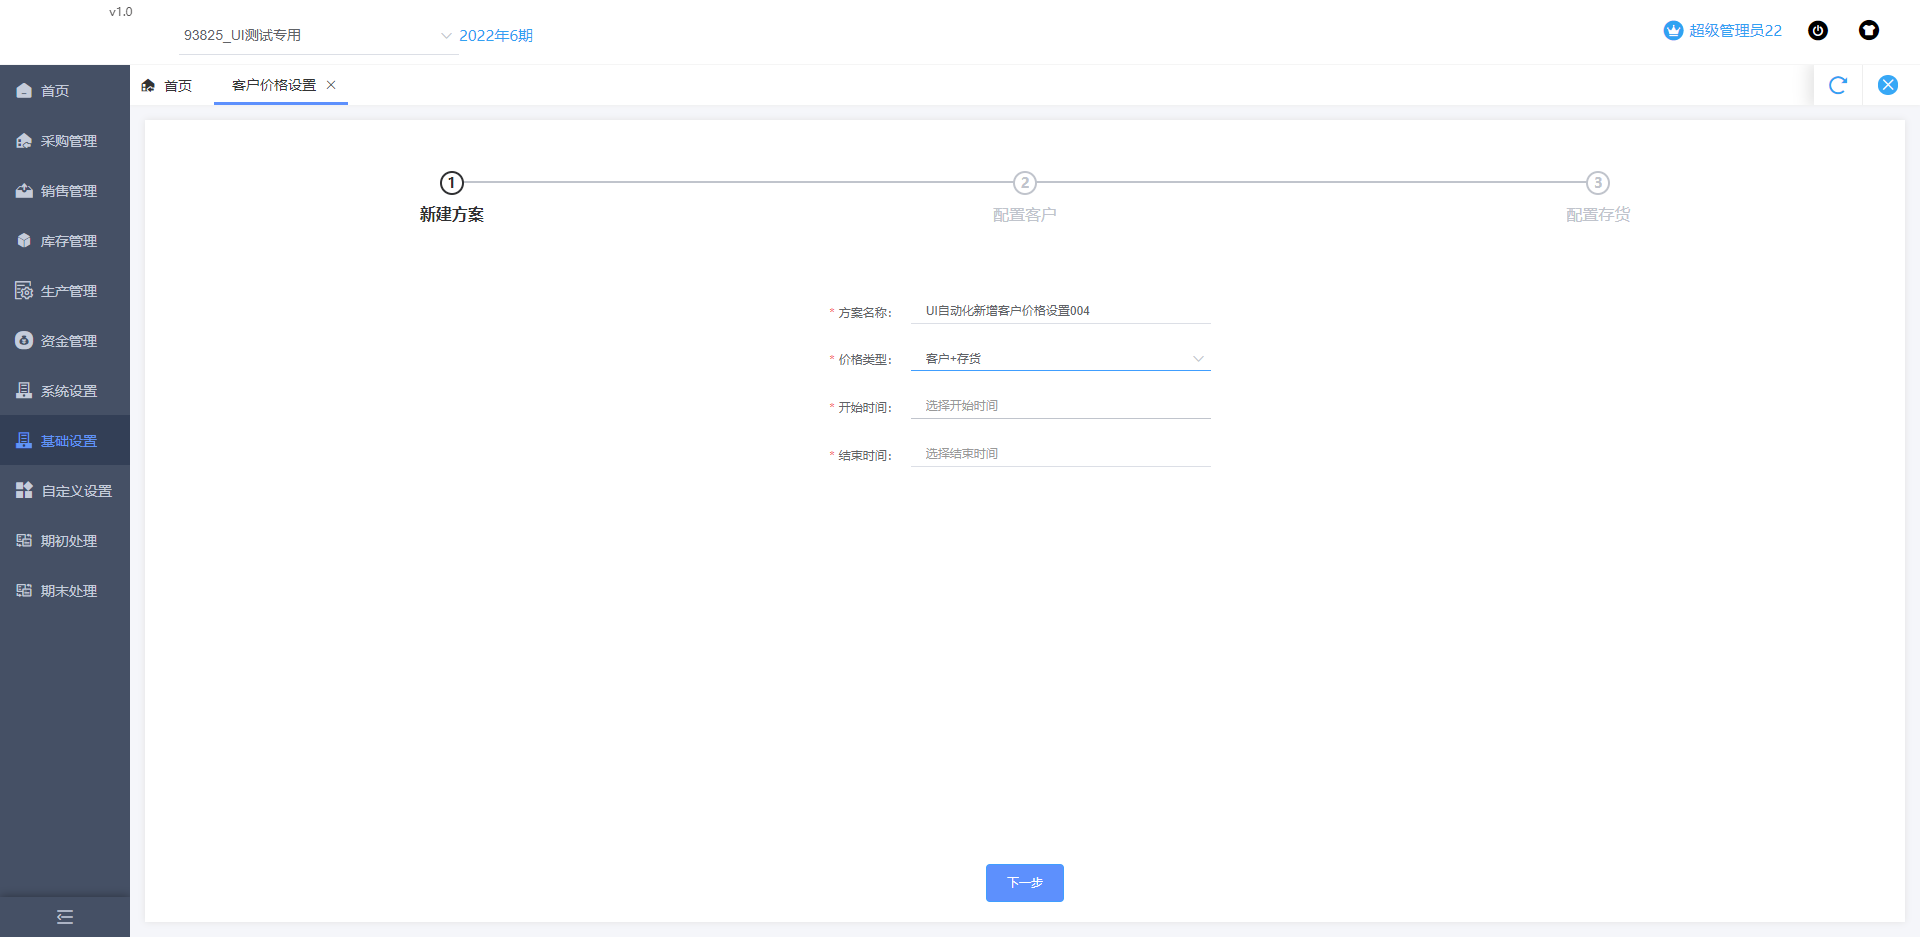 v1.0
93825_UI测试专用
2022年6期
超级管理员22
首页
客户价格设置
首页
采购管理
销售管理
库存管理
生产管理
资金管理
系统设置
基础设置
自定义设置
期初处理
期末处理
1
2
3
新建方案
配置客户
配置存货
* 方案名称：
UI自动化新增客户价格设置004
* 价格类型：
客户+存货
* 开始时间：
选择开始时间
* 结束时间：
选择结束时间
下一步